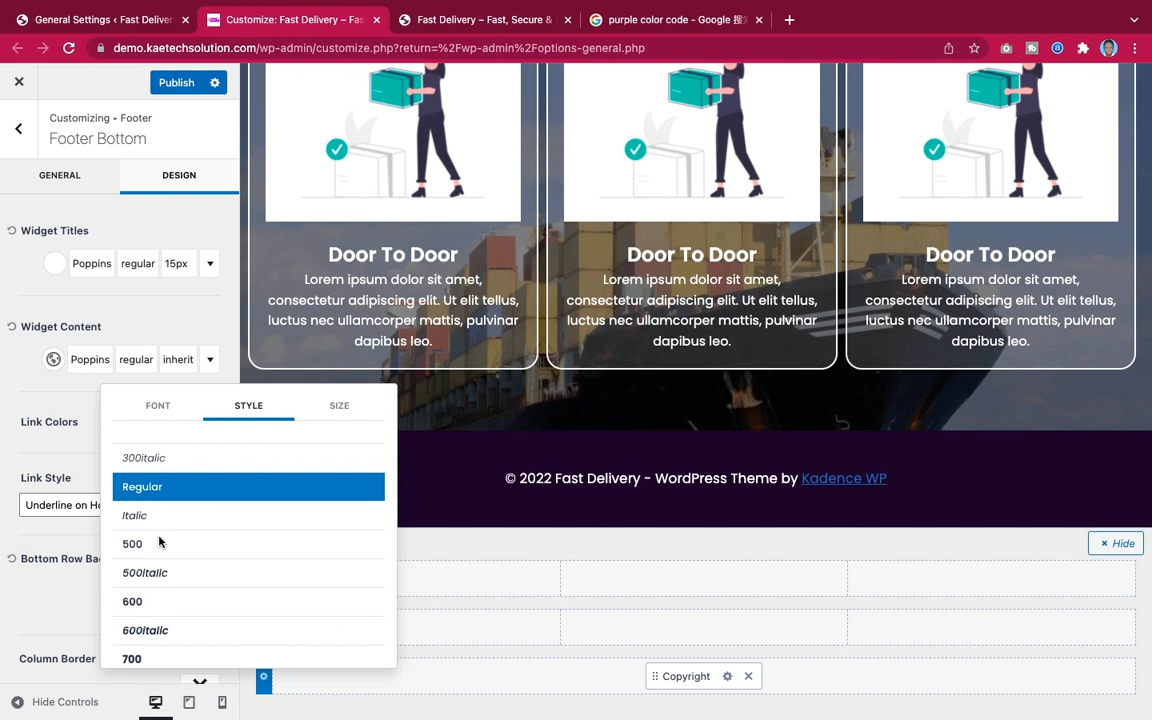 General Settings ‹ Fast Deliver
Customize: Fast Delivery – Fas
Fast Delivery – Fast, Secure &
purple color code - Google 搜
demo.kaetechsolution.com/wp-admin/customize.php?return=%2Fwp-admin%2Foptions-general.php
Publish
Customizing ▸ Footer
Footer Bottom
GENERAL
DESIGN
Widget Titles
Poppins
regular
15px
Widget Content
Poppins
regular
inherit
Link Colors
Link Style
Underline on Ho
Bottom Row Bac
Column Border
Hide Controls
FONT
STYLE
SIZE
300italic
Regular
Italic
500
500italic
600
600italic
700
Door To Door
Lorem ipsum dolor sit amet,
consectetur adipiscing elit. Ut elit tellus,
luctus nec ullamcorper mattis, pulvinar
dapibus leo.
Door To Door
Lorem ipsum dolor sit amet,
consectetur adipiscing elit. Ut elit tellus,
luctus nec ullamcorper mattis, pulvinar
dapibus leo.
Door To Door
Lorem ipsum dolor sit amet,
consectetur adipiscing elit. Ut elit tellus,
luctus nec ullamcorper mattis, pulvinar
dapibus leo.
© 2022 Fast Delivery - WordPress Theme by Kadence WP
× Hide
Copyright